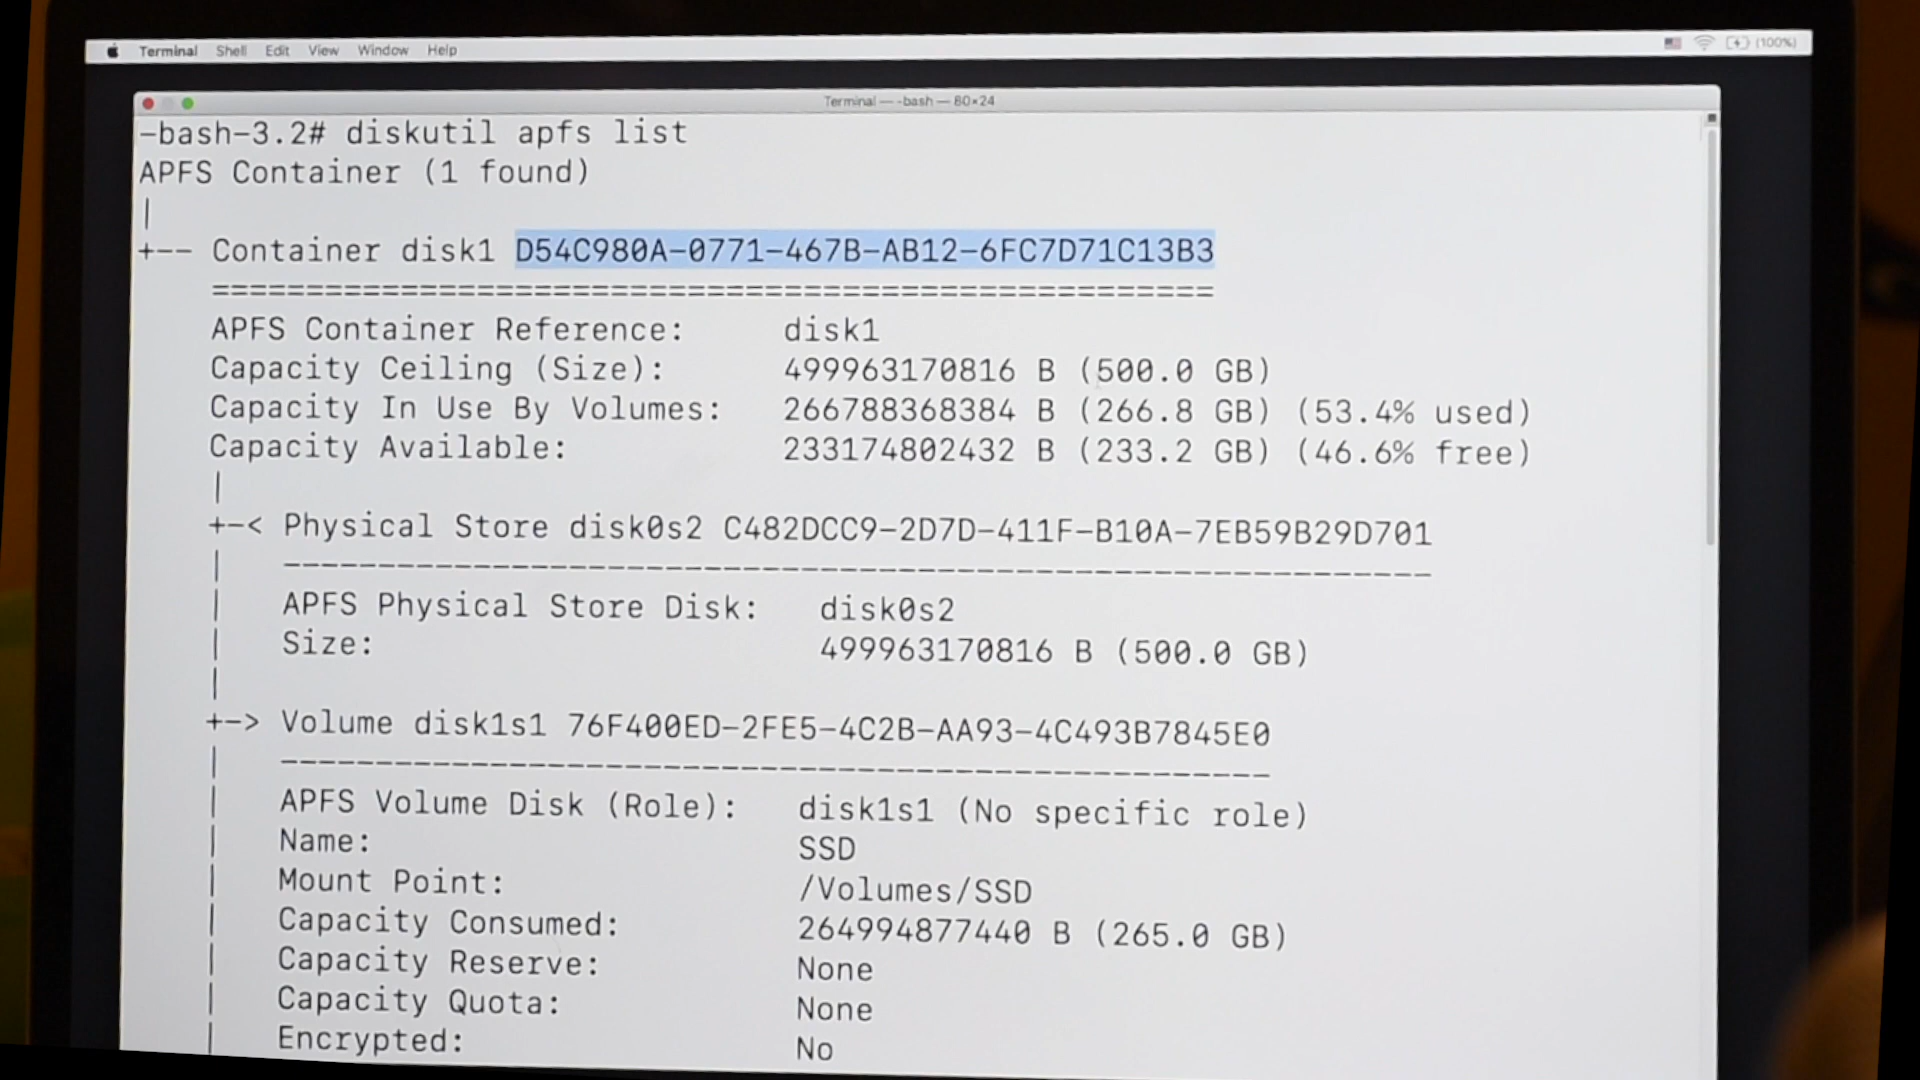 Terminal Shell Edit View Window Help (100%)
Terminal — -bash — 80×24
-bash-3.2# diskutil apfs list
APFS Container (1 found)
|
+-- Container disk1 D54C980A-0771-467B-AB12-6FC7D71C13B3
    ======================================================
    APFS Container Reference:     disk1
    Capacity Ceiling (Size):      499963170816 B (500.0 GB)
    Capacity In Use By Volumes:   266788368384 B (266.8 GB) (53.4% used)
    Capacity Available:           233174802432 B (233.2 GB) (46.6% free)
    |
    +-< Physical Store disk0s2 C482DCC9-2D7D-411F-B10A-7EB59B29D701
    |   -------------------------------------------------------------
    |   APFS Physical Store Disk:   disk0s2
    |   Size:                       499963170816 B (500.0 GB)
    |
    +-> Volume disk1s1 76F400ED-2FE5-4C2B-AA93-4C493B7845E0
    |   -----------------------------------------------------
    |   APFS Volume Disk (Role):   disk1s1 (No specific role)
    |   Name:                      SSD
    |   Mount Point:               /Volumes/SSD
    |   Capacity Consumed:         264994877440 B (265.0 GB)
    |   Capacity Reserve:          None
    |   Capacity Quota:            None
    |   Encrypted:                 No